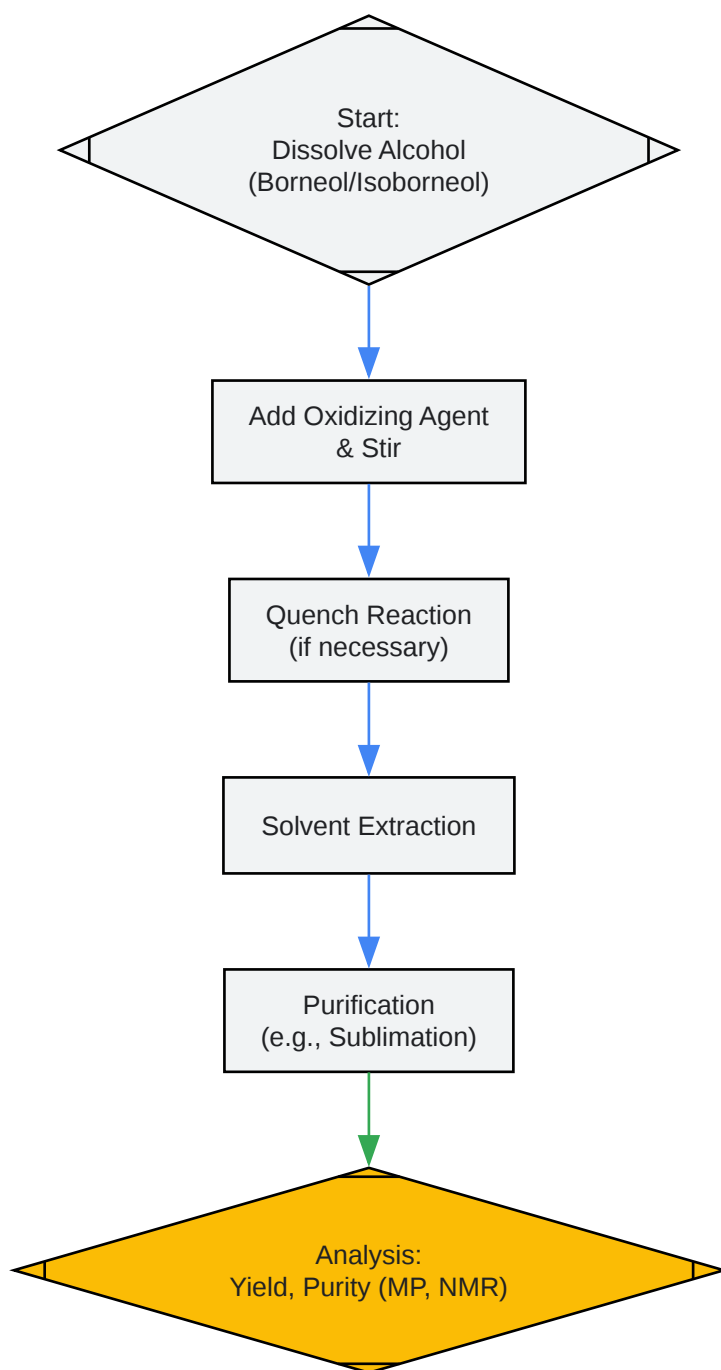 Start:
Dissolve Alcohol
(Borneol/Isoborneol)
Add Oxidizing Agent
& Stir
Quench Reaction
(if necessary)
Solvent Extraction
Purification
(e.g., Sublimation)
Analysis:
Yield, Purity (MP, NMR)